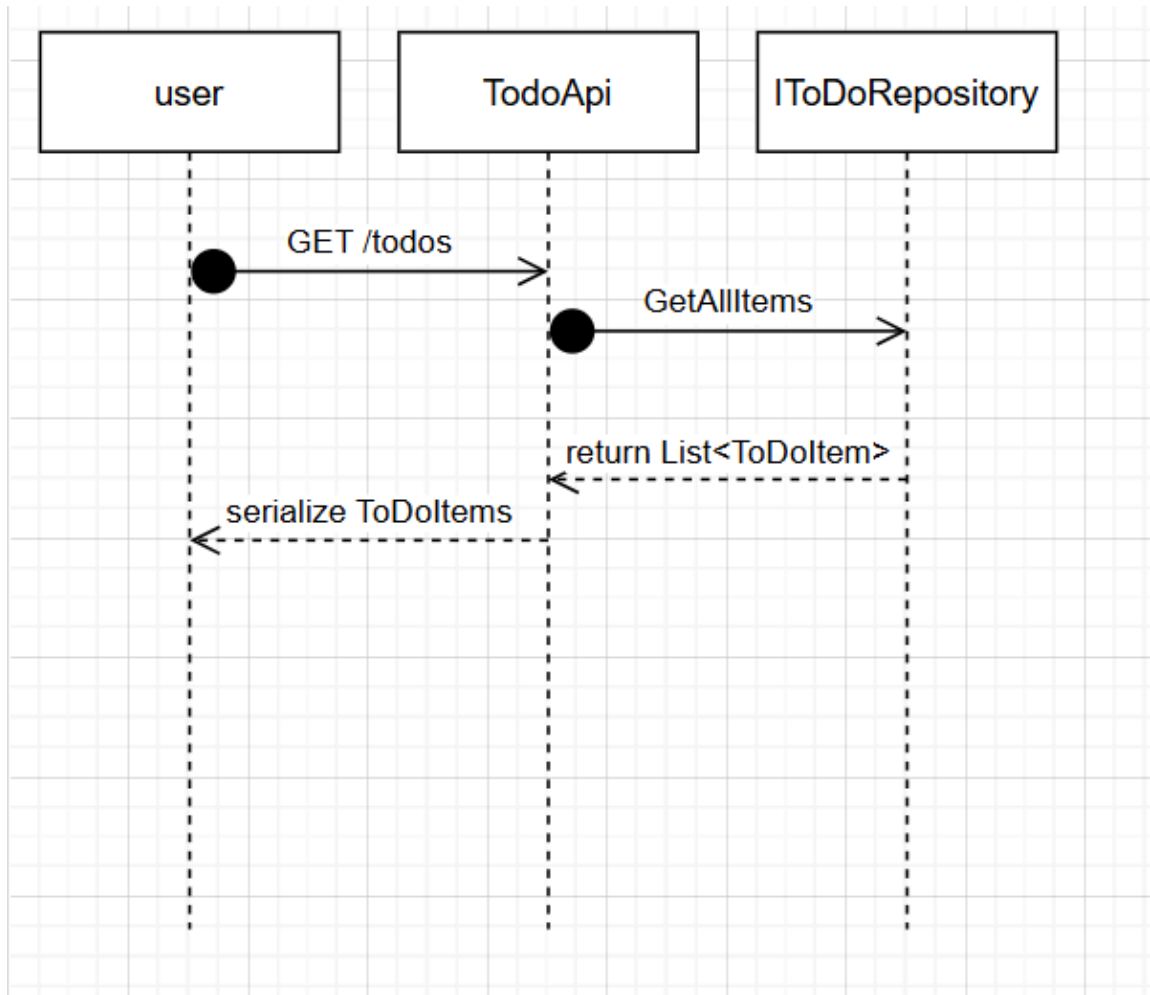 user
TodoApi
IToDoRepository
GET /todos
GetAllItems
return List<ToDoItem>
serialize ToDoItems